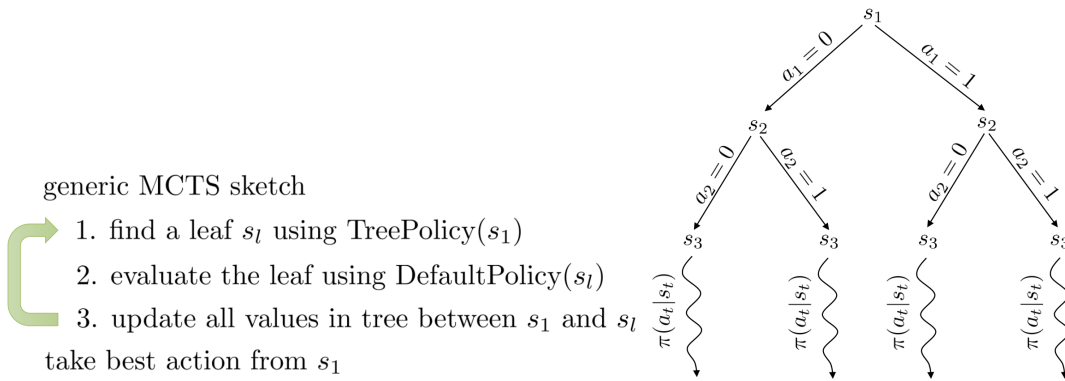 generic MCTS sketch
1. find a leaf s_l using TreePolicy(s_1)
2. evaluate the leaf using DefaultPolicy(s_l)
3. update all values in tree between s_1 and s_l
take best action from s_1
s_1
a_1 = 0
a_1 = 1
s_2
s_2
a_2 = 0
a_2 = 1
a_2 = 0
a_2 = 1
s_3
s_3
s_3
s_3
π(a_t|s_t)
π(a_t|s_t)
π(a_t|s_t)
π(a_t|s_t)